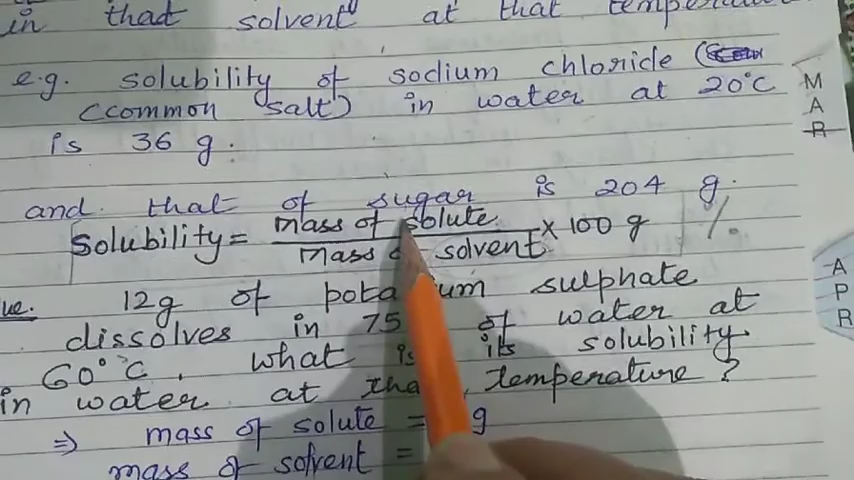 in that solvent at that
e.g. solubility of sodium chloride (
(common salt) in water at 20°C
is 36 g.
and that of sugar is 204 g.
Solubility = mass of solute / Mass of solvent × 100 g %.
12g of potassium sulphate
dissolves in 75 of water at
60°C. what is its solubility
in water at that temperature?
⇒ mass of solute = g
mass of solvent =
MAR
APR